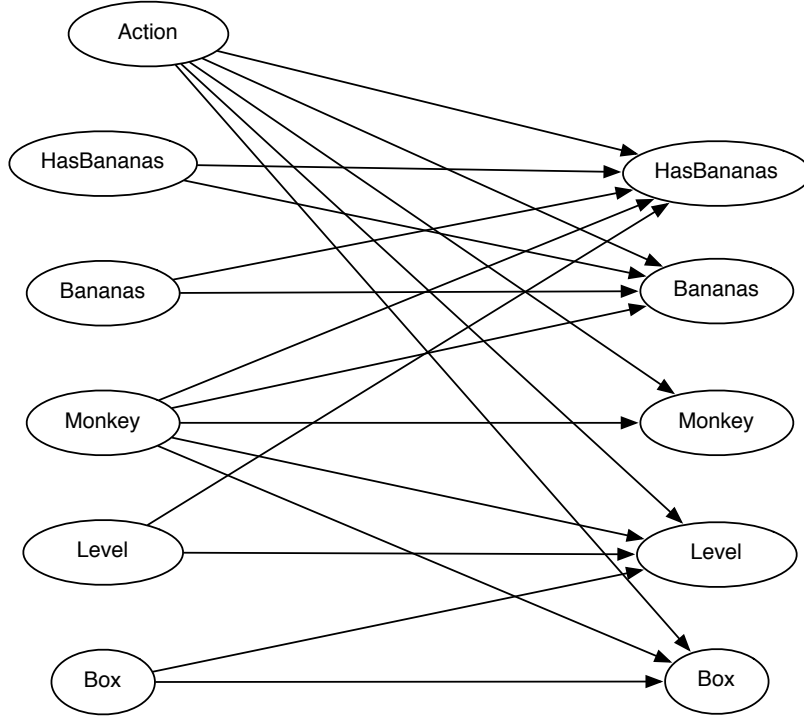 Action
HasBananas
HasBananas
Bananas
Bananas
Monkey
Monkey
Level
Level
Box
Box